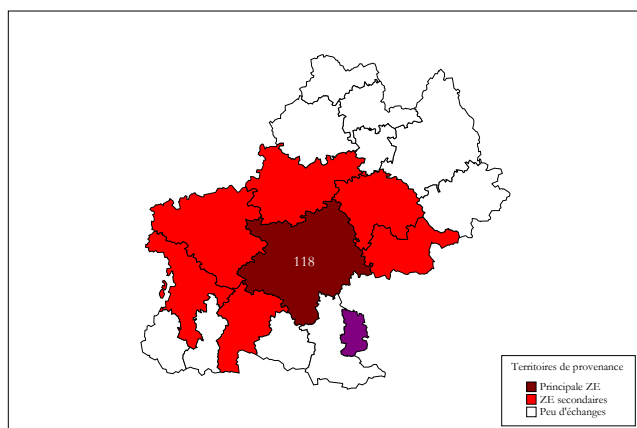 118
Territoires de provenance
Principale ZE
ZE secondaires
Peu d'échanges